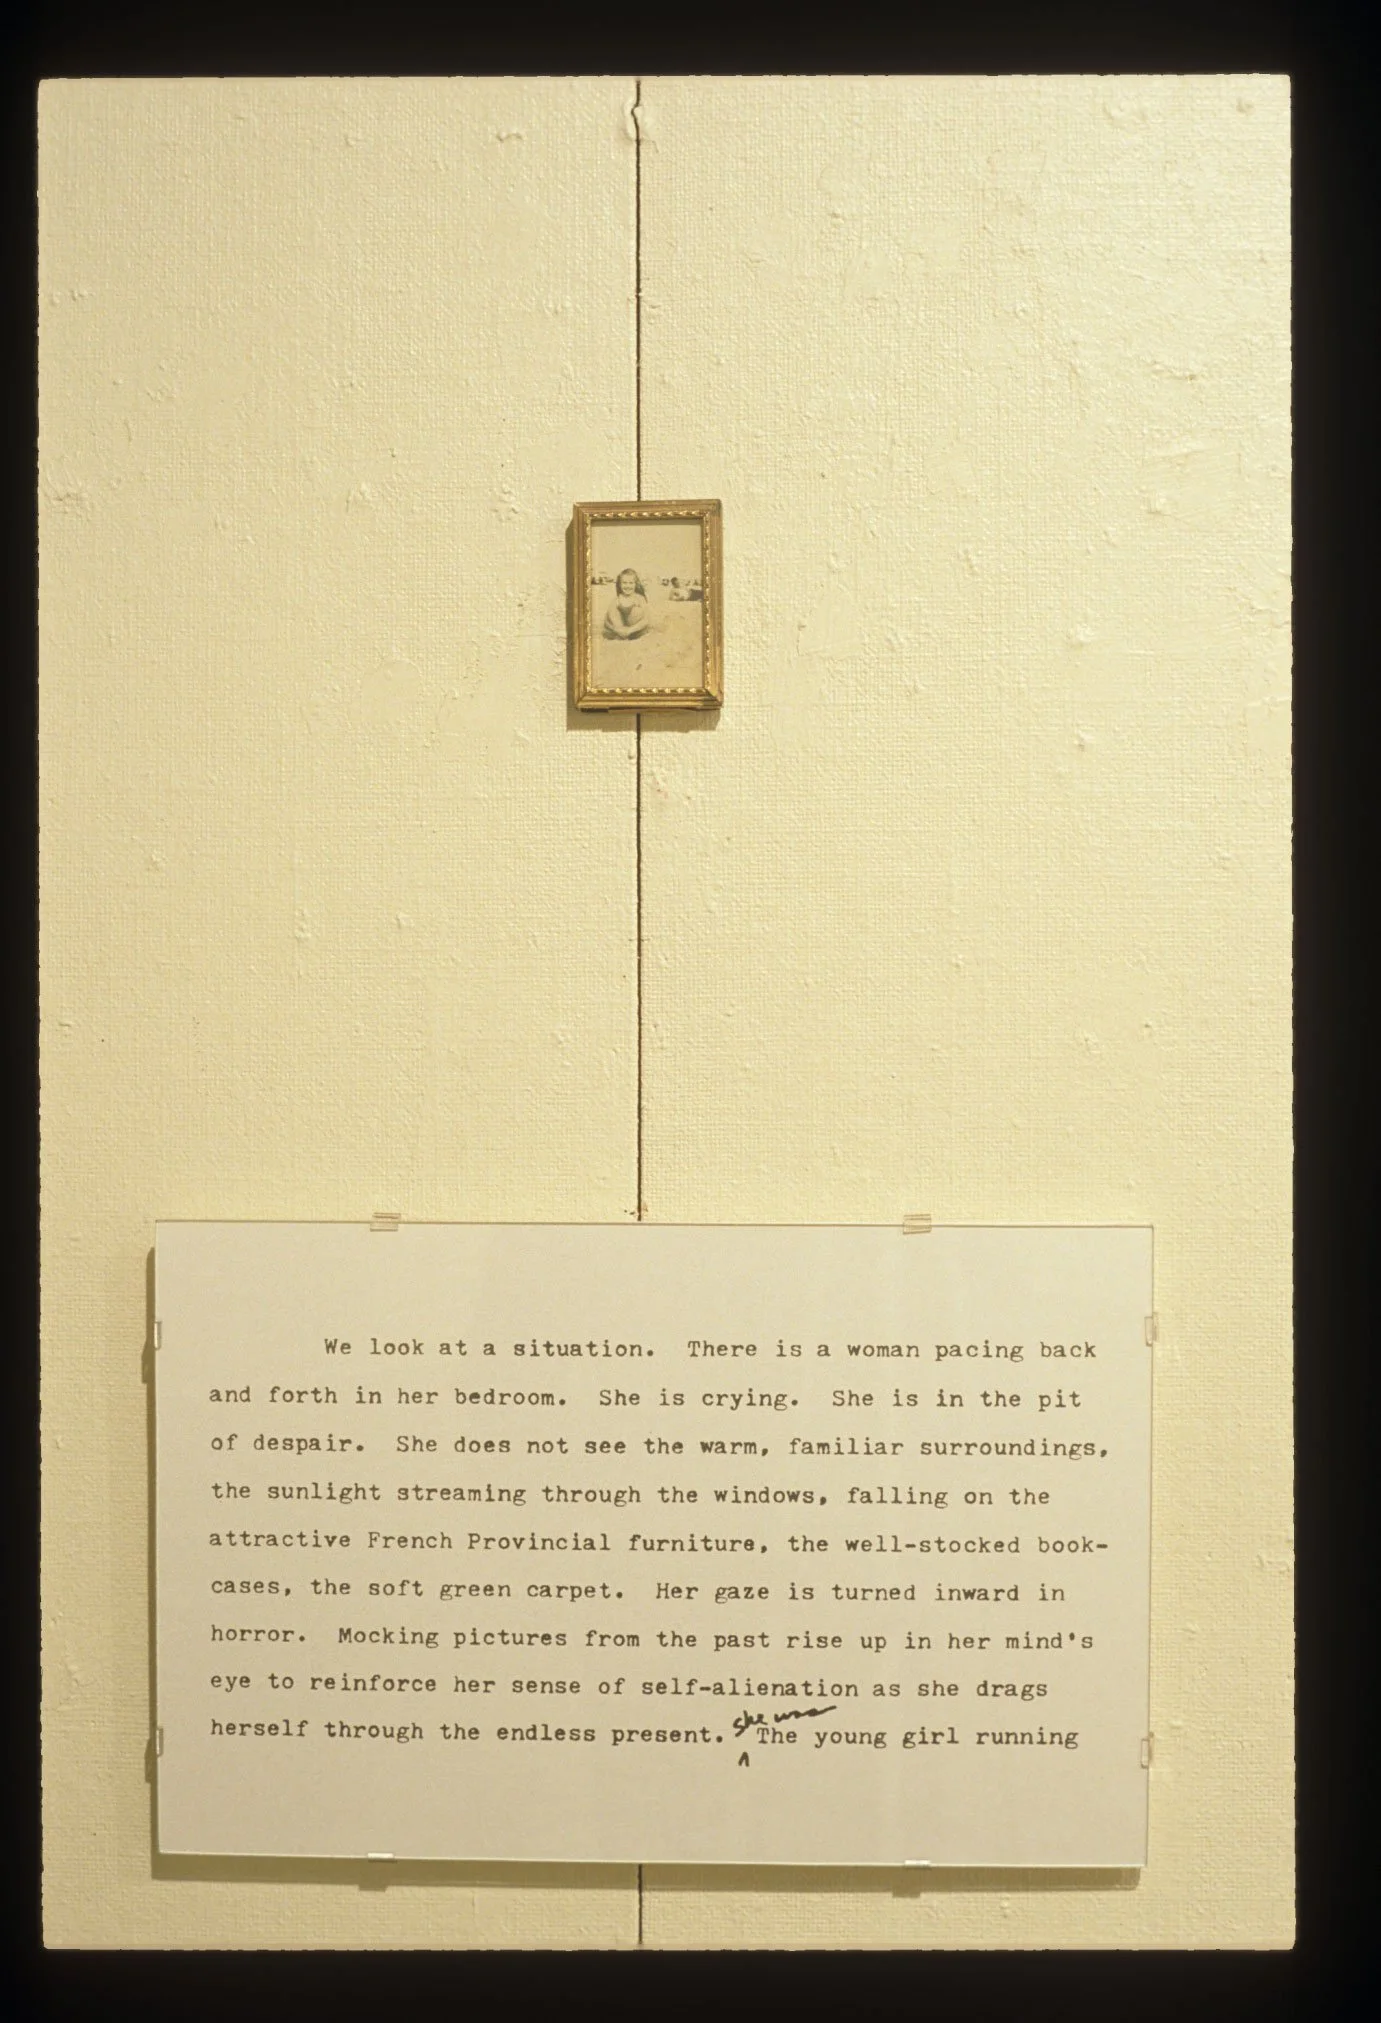 We look at a situation.  There is a woman pacing back
and forth in her bedroom.  She is crying.  She is in the pit
of despair.  She does not see the warm, familiar surroundings,
the sunlight streaming through the windows, falling on the
attractive French Provincial furniture, the well-stocked book-
cases, the soft green carpet.  Her gaze is turned inward in
horror.  Mocking pictures from the past rise up in her mind's
eye to reinforce her sense of self-alienation as she drags
herself through the endless present. she was The young girl running